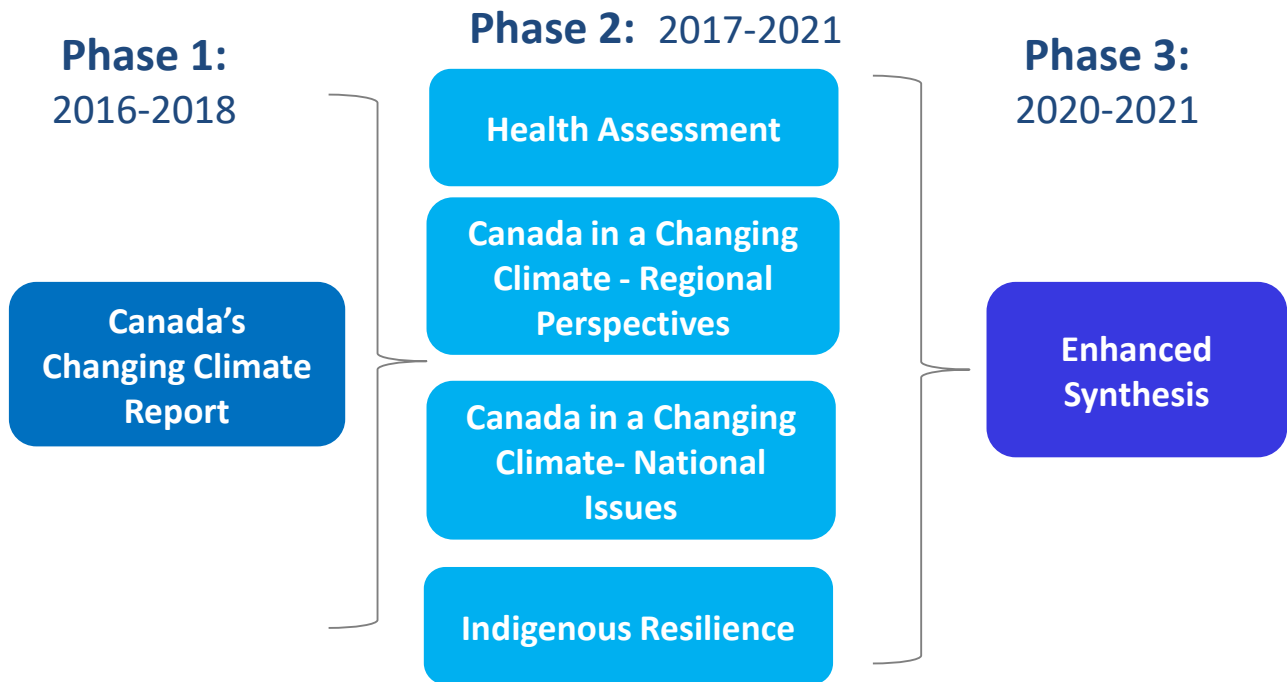 Phase 1:
2016-2018
Canada’s
Changing Climate
Report
Phase 2: 2017-2021
Health Assessment
Canada in a Changing
Climate - Regional
Perspectives
Canada in a Changing
Climate- National
Issues
Indigenous Resilience
Phase 3:
2020-2021
Enhanced
Synthesis